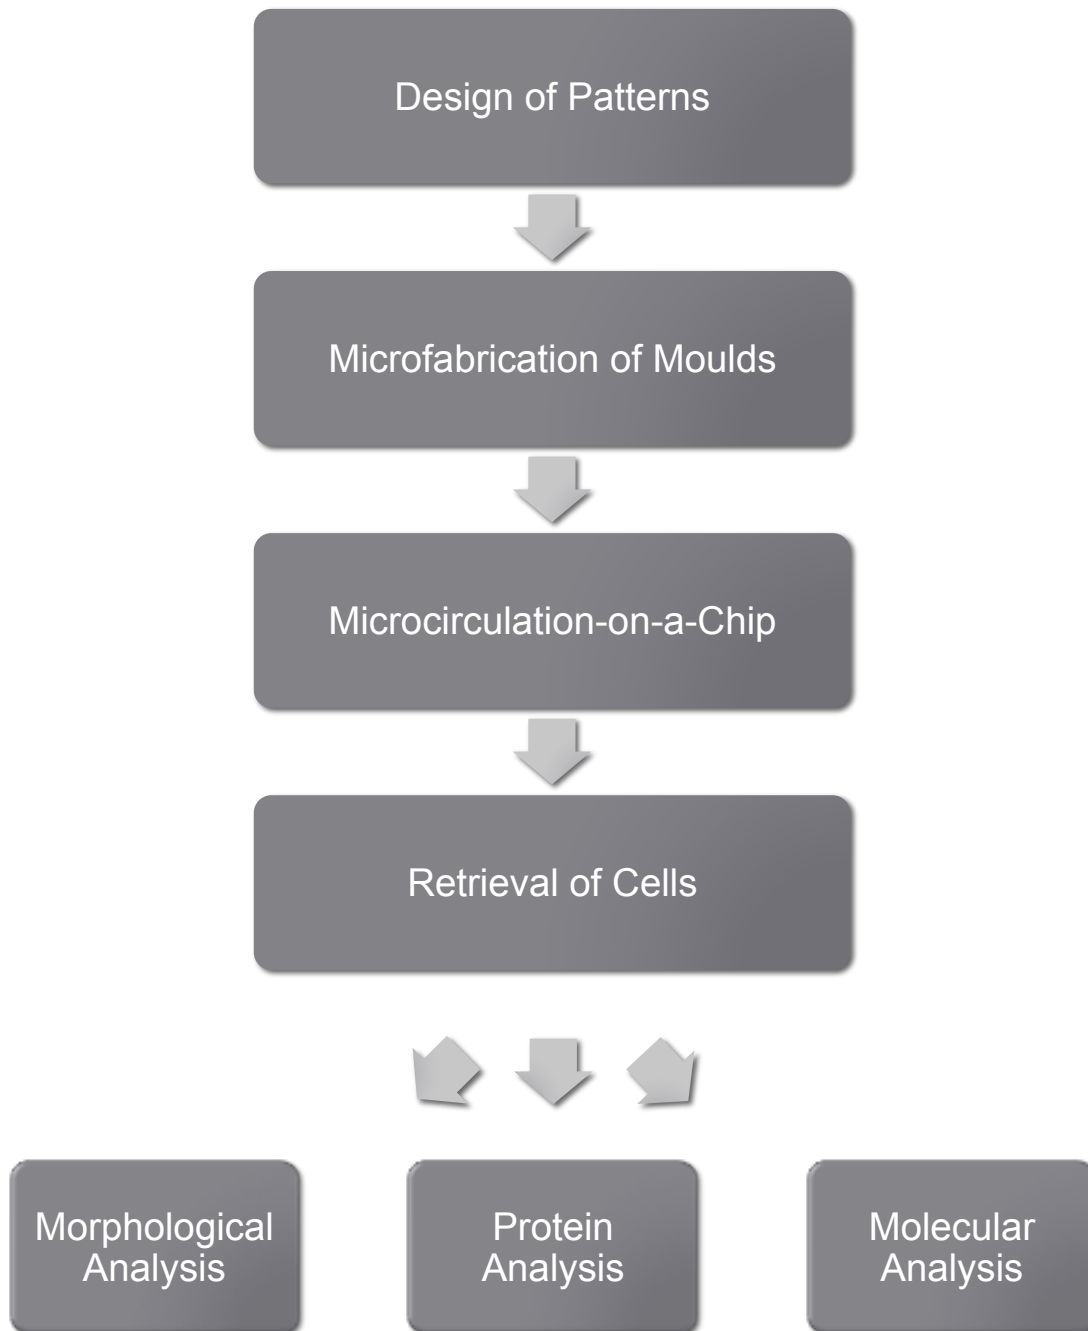 Design of Patterns
Microfabrication of Moulds
Microcirculation-on-a-Chip
Retrieval of Cells
Morphological
Analysis
Protein
Analysis
Molecular
Analysis